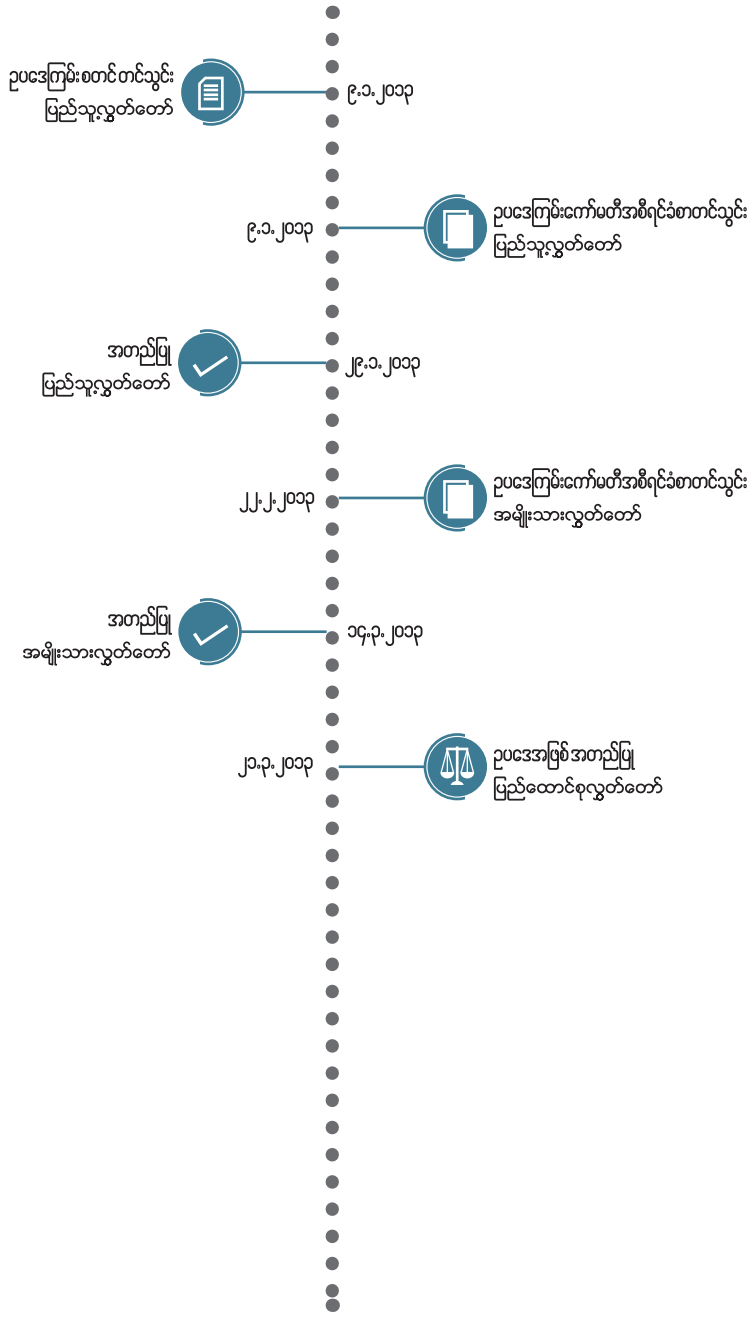 ဥပဒေကြမ်းစတင်တင်သွင်း
ပြည်သူ့လွှတ်တော်
၉.၁.၂၀၁၃
၉.၁.၂၀၁၃
ဥပဒေကြမ်းကော်မတီအစီရင်ခံစာတင်သွင်း
ပြည်သူ့လွှတ်တော်
အတည်ပြု
ပြည်သူ့လွှတ်တော်
၂၉.၁.၂၀၁၃
၂၂.၂.၂၀၁၃
ဥပဒေကြမ်းကော်မတီအစီရင်ခံစာတင်သွင်း
အမျိုးသားလွှတ်တော်
အတည်ပြု
အမျိုးသားလွှတ်တော်
၁၄.၃.၂၀၁၃
၂၁.၃.၂၀၁၃
ဥပဒေအဖြစ်အတည်ပြု
ပြည်ထောင်စုလွှတ်တော်